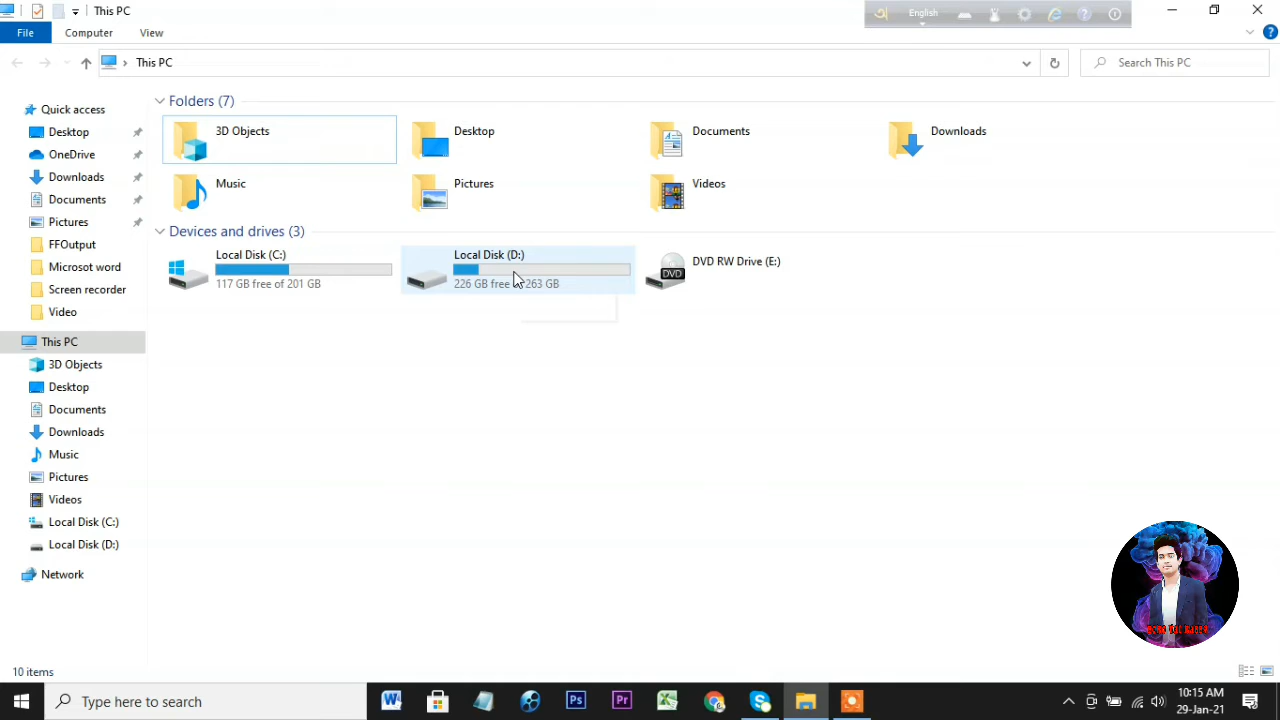 This PC
English
File
Computer
View
This PC
Search This PC
Quick access
Desktop
OneDrive
Downloads
Documents
Pictures
FFOutput
Microsot word
Screen recorder
Video
This PC
3D Objects
Desktop
Documents
Downloads
Music
Pictures
Videos
Local Disk (C:)
Local Disk (D:)
Network
Folders (7)
3D Objects
Desktop
Documents
Downloads
Music
Pictures
Videos
Devices and drives (3)
Local Disk (C:)
117 GB free of 201 GB
Local Disk (D:)
226 GB free 263 GB
DVD RW Drive (E:)
DVD
10 items
Type here to search
Ps
Pr
10:15 AM
29-Jan-21